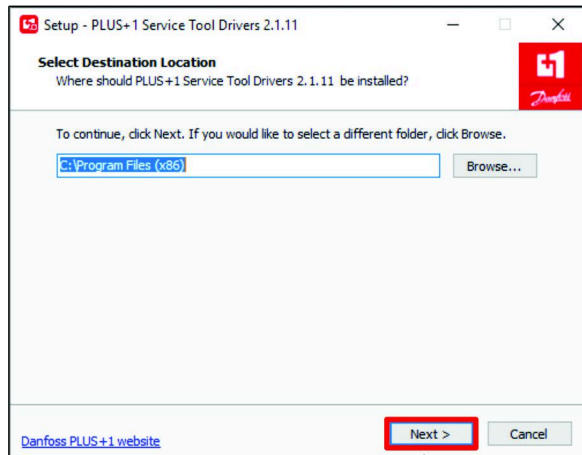 Setup - PLUS+1 Service Tool Drivers 2.1.11
Select Destination Location
Where should PLUS+1 Service Tool Drivers 2.1.11 be installed?
Danfoss
To continue, click Next. If you would like to select a different folder, click Browse.
C:\Program Files (x86)
Browse...
Danfoss PLUS+1 website
Next >
Cancel